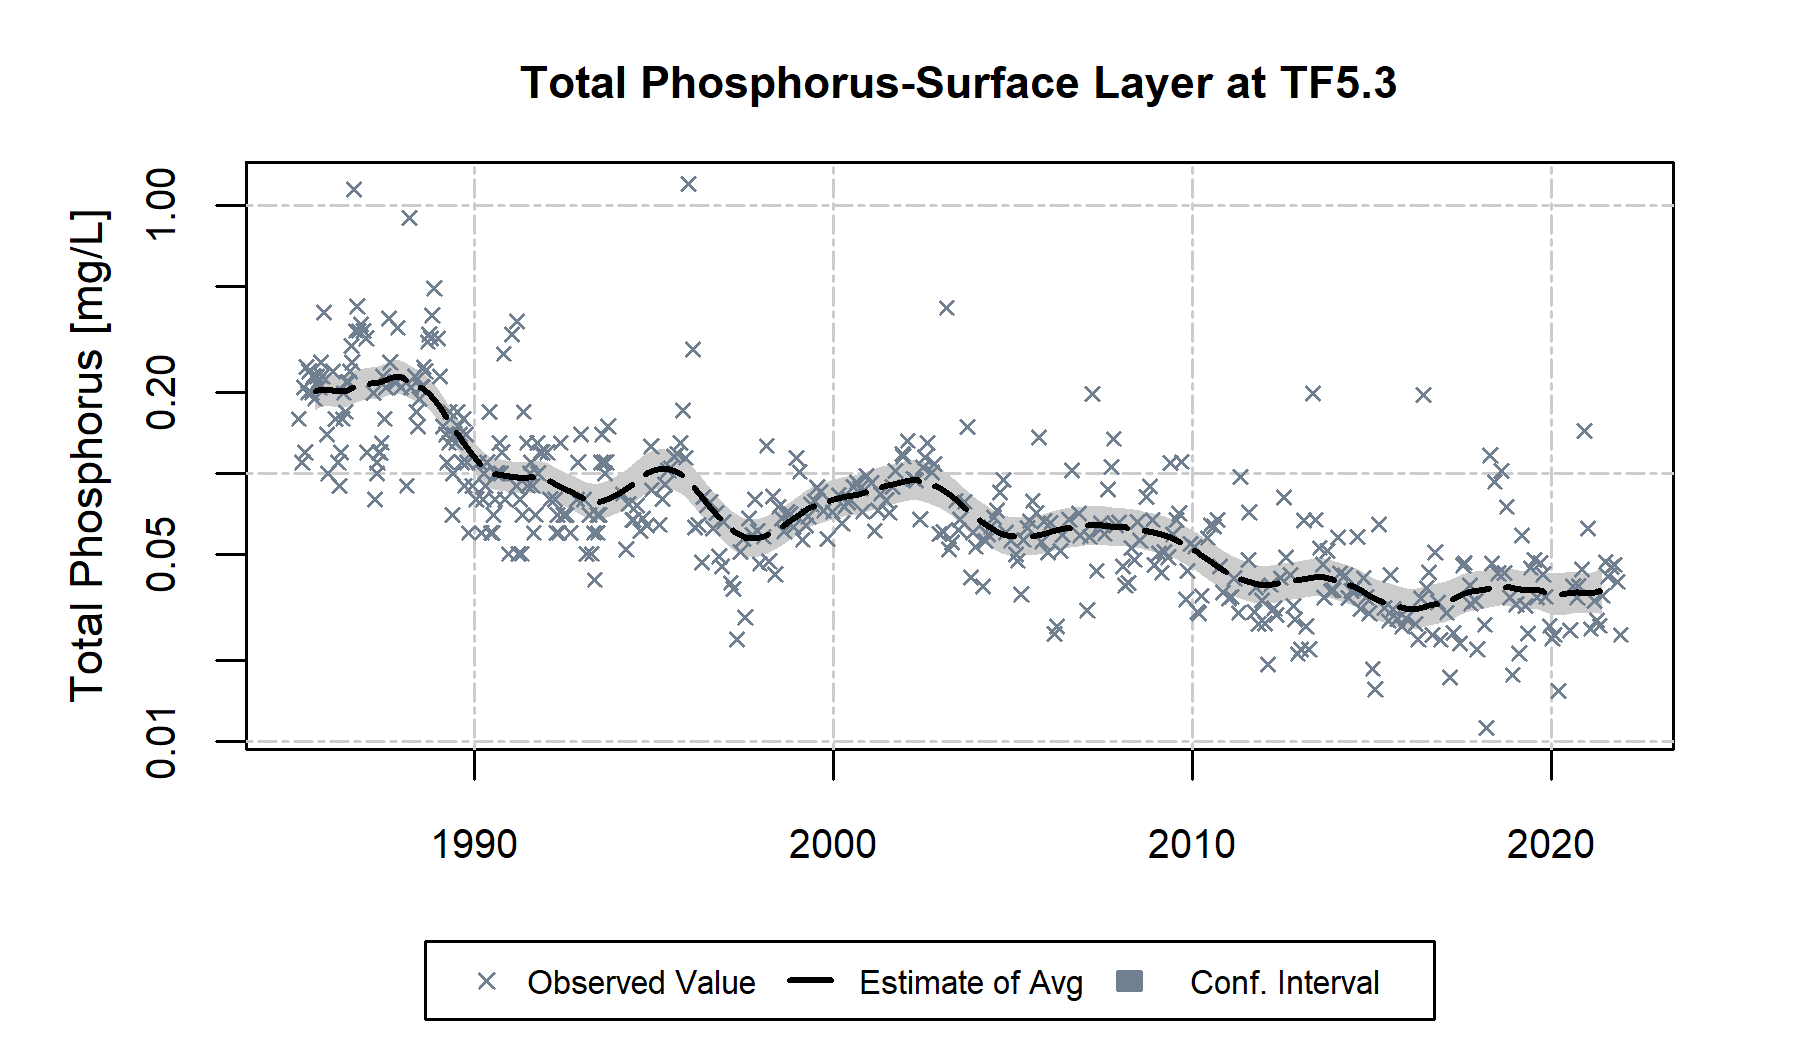 Total Phosphorus-Surface Layer at TF5.3
Total Phosphorus [mg/L]
1.00
0.20
0.05
0.01
1990 2000 2010 2020
Observed Value Estimate of Avg Conf. Interval